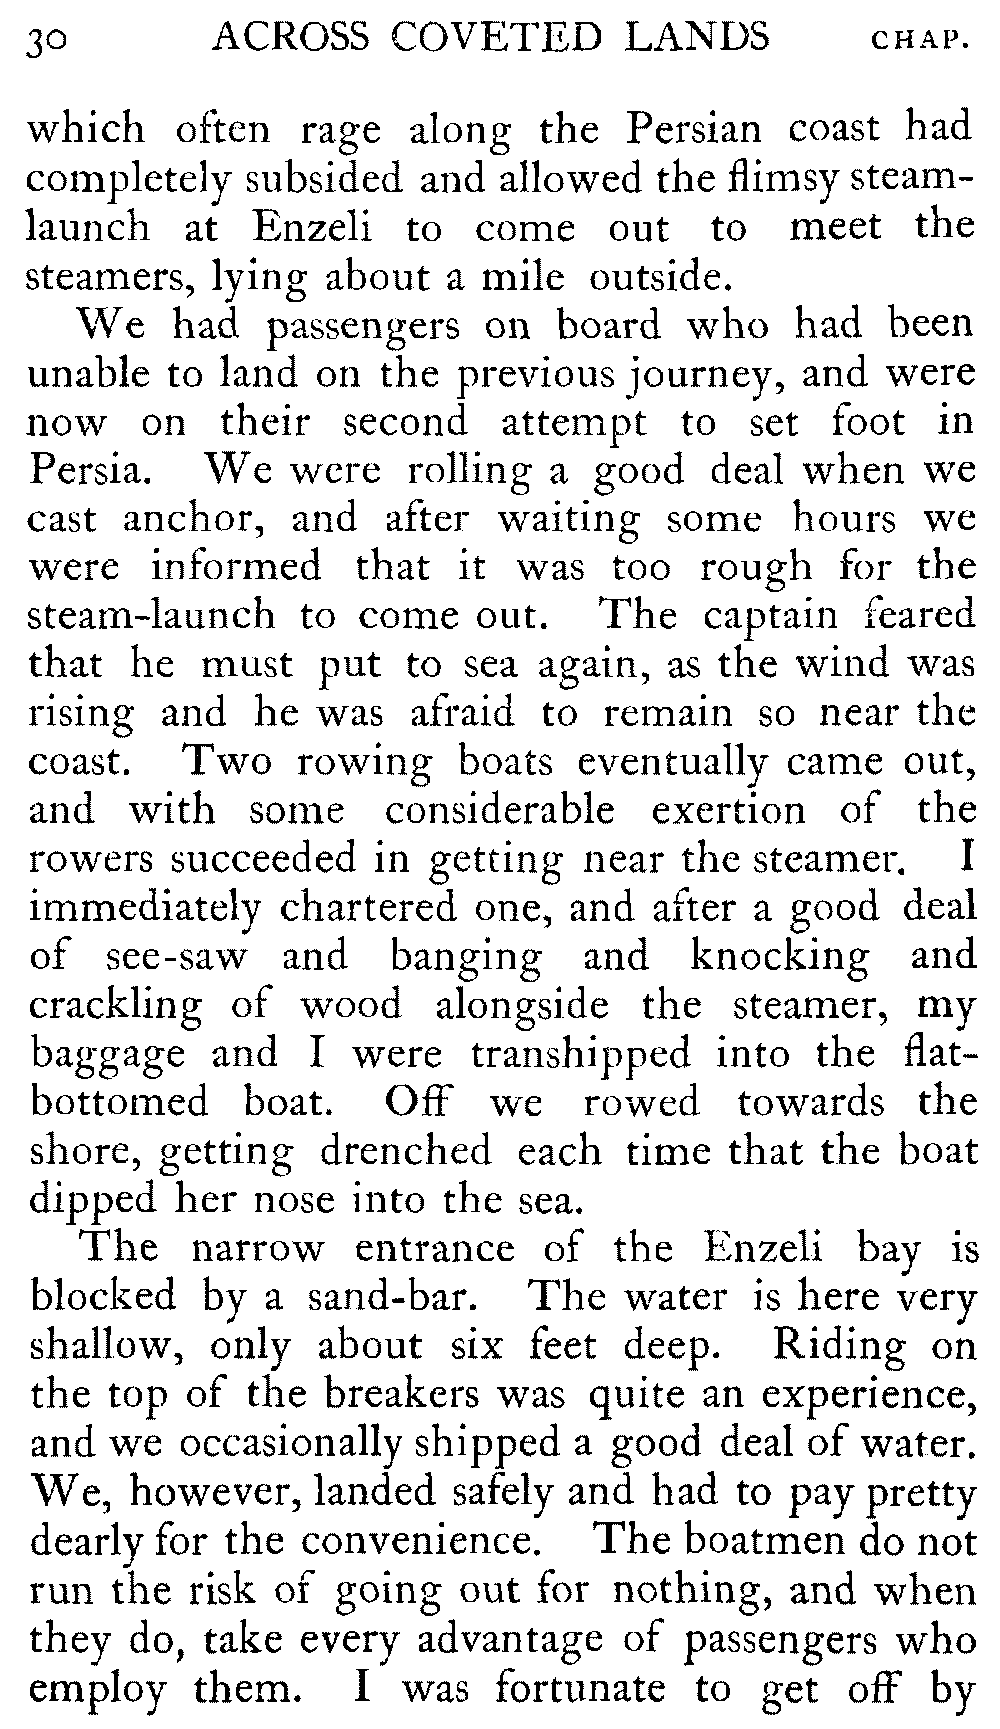 30 ACROSS COVETED LANDS CHAP.
which often rage along the Persian coast had
completely subsided and allowed the flimsy steam-
launch at Enzeli to come out to meet the
steamers, lying about a mile outside.
We had passengers on board who had been
unable to land on the previous journey, and were
now on their second attempt to set foot in
Persia. We were rolling a good deal when we
cast anchor, and after waiting some hours we
were informed that it was too rough for the
steam-launch to come out. The captain feared
that he must put to sea again, as the wind was
rising and he was afraid to remain so near the
coast. Two rowing boats eventually came out,
and with some considerable exertion of the
rowers succeeded in getting near the steamer. I
immediately chartered one, and after a good deal
of see-saw and banging and knocking and
crackling of wood alongside the steamer, my
baggage and I were transhipped into the flat-
bottomed boat. Off we rowed towards the
shore, getting drenched each time that the boat
dipped her nose into the sea.
The narrow entrance of the Enzeli bay is
blocked by a sand-bar. The water is here very
shallow, only about six feet deep. Riding on
the top of the breakers was quite an experience,
and we occasionally shipped a good deal of water.
We, however, landed safely and had to pay pretty
dearly for the convenience. The boatmen do not
run the risk of going out for nothing, and when
they do, take every advantage of passengers who
employ them. I was fortunate to get off by